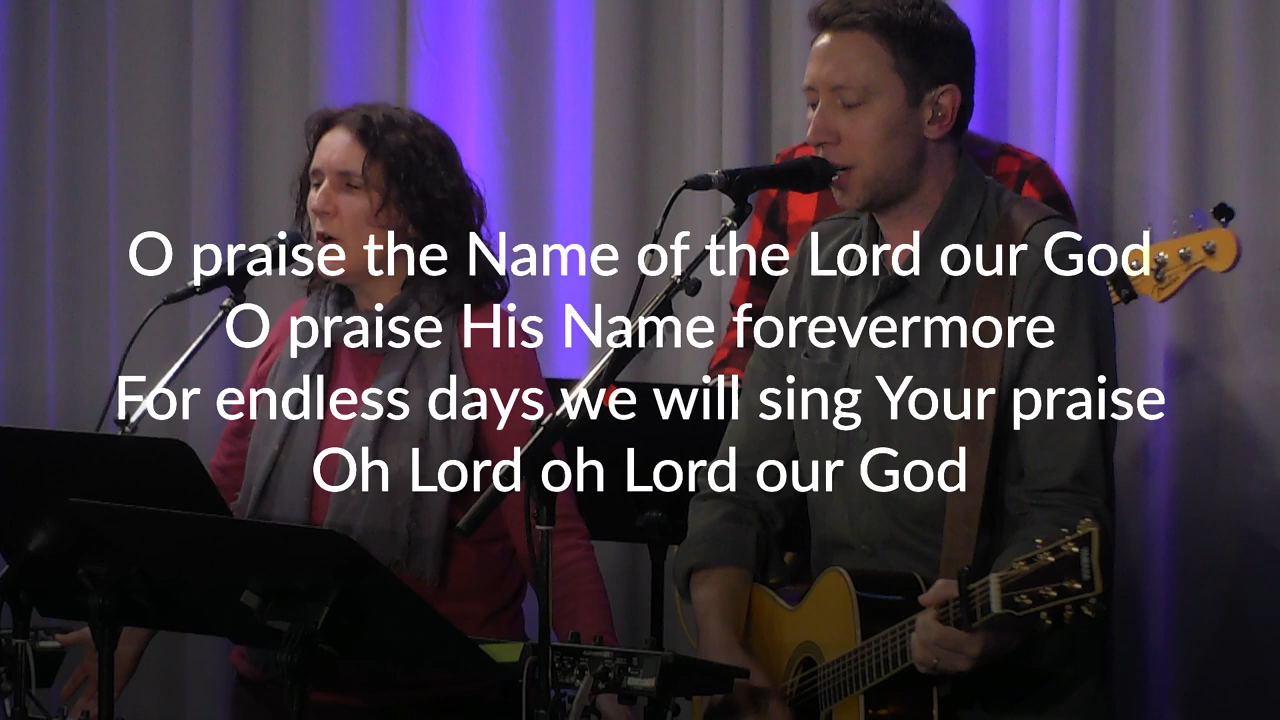 O praise the Name of the Lord our God
O praise His Name forevermore
For endless days we will sing Your praise
Oh Lord oh Lord our God